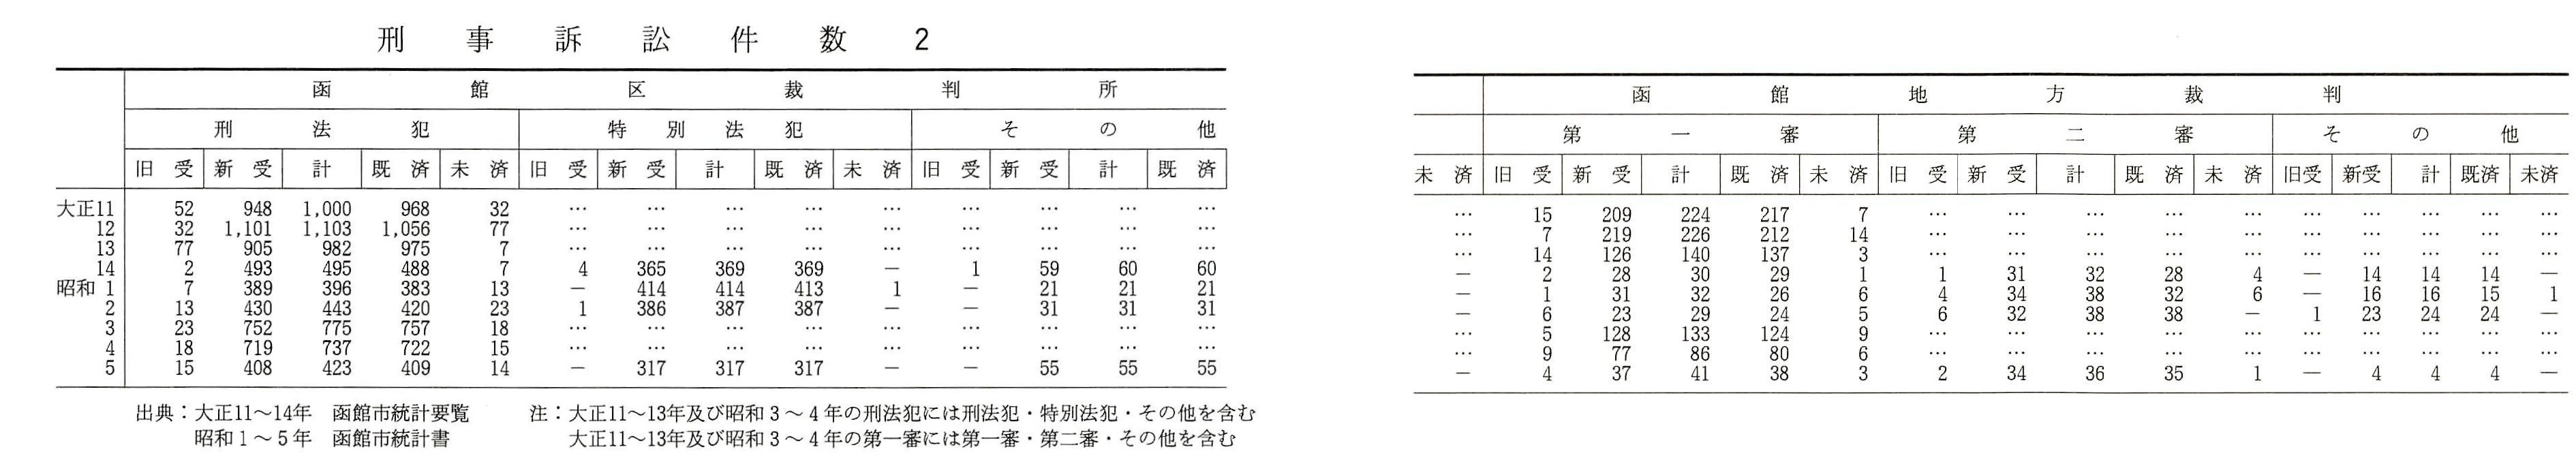 刑事訴訟件数 2
函館区裁判所
刑法犯 特別法犯 その他
旧受 新受 計 既済 未済 旧受 新受 計 既済 未済 旧受 新受 計 既済
大正11 52 948 1,000 968 32 … … … … … … … … …
12 32 1,101 1,103 1,056 77 … … … … … … … … …
13 77 905 982 975 7 … … … … … … … … …
14 2 493 495 488 7 4 365 369 369 — 1 59 60 60
昭和1 7 389 396 383 13 — 414 414 413 1 — 21 21 21
2 13 430 443 420 23 1 386 387 387 — — 31 31 31
3 23 752 775 757 18 … … … … … … … … …
4 18 719 737 722 15 … … … … … … … … …
5 15 408 423 409 14 — 317 317 317 — — 55 55 55
出典：大正11～14年 函館市統計要覧
昭和1～5年 函館市統計書
注：大正11～13年及び昭和3～4年の刑法犯には刑法犯・特別法犯・その他を含む
大正11～13年及び昭和3～4年の第一審には第一審・第二審・その他を含む
函館地方裁判
第一審 第二審 その他
未済 旧受 新受 計 既済 未済 旧受 新受 計 既済 未済 旧受 新受 計 既済 未済
… 15 209 224 217 7 … … … … … … … … … …
… 7 219 226 212 14 … … … … … … … … … …
… 14 126 140 137 3 … … … … … … … … … …
— 2 28 30 29 1 1 31 32 28 4 — 14 14 14 —
— 1 31 32 26 6 4 34 38 32 6 — 16 16 15 1
— 6 23 29 24 5 6 32 38 38 — 1 23 24 24 —
… 5 128 133 124 9 … … … … … … … … … …
… 9 77 86 80 6 … … … … … … … … … …
— 4 37 41 38 3 2 34 36 35 1 — 4 4 4 —